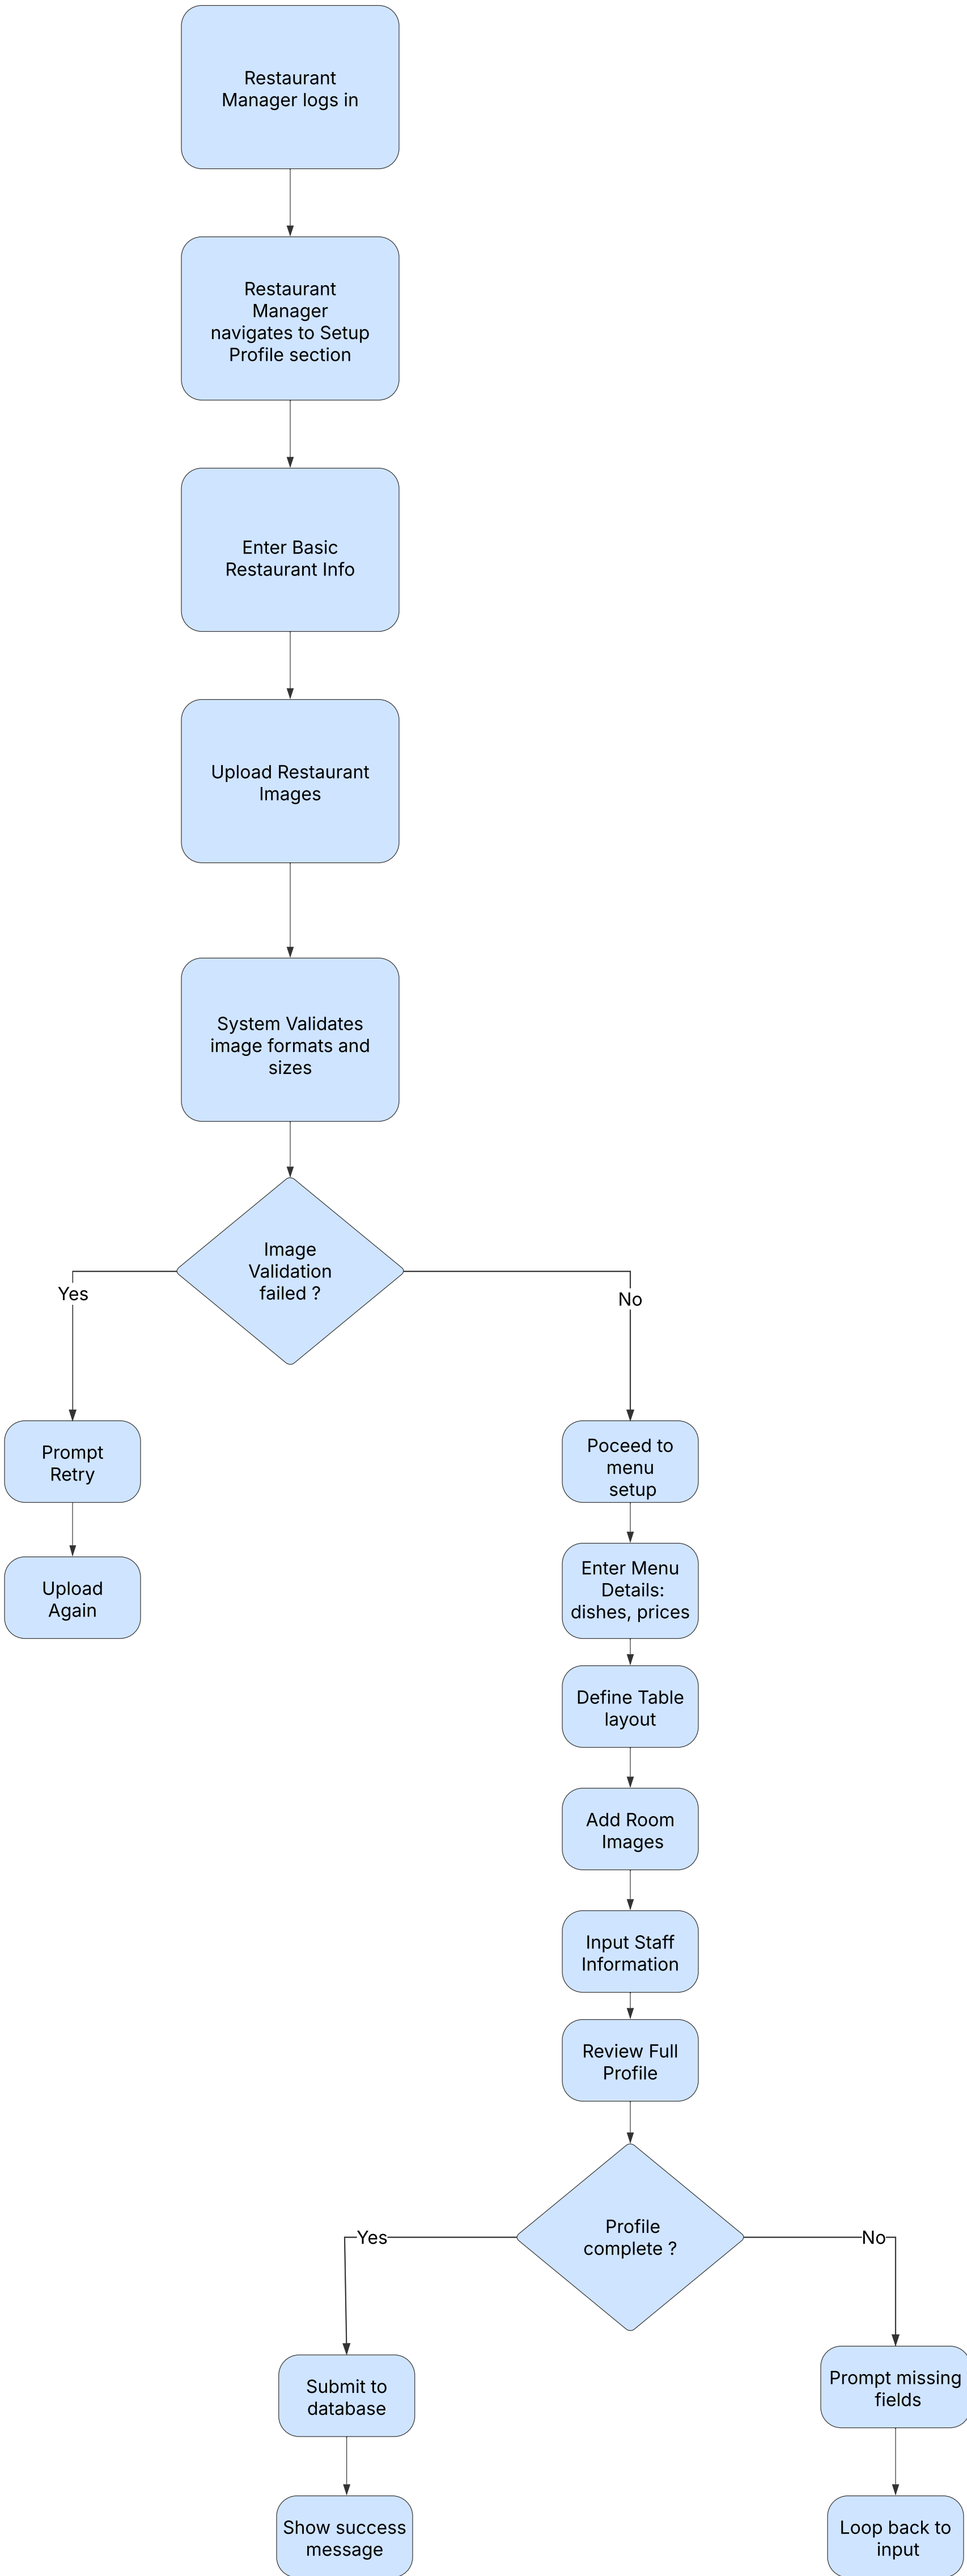 Restaurant
Manager logs in
Restaurant
Manager
navigates to Setup
Profile section
Enter Basic
Restaurant Info
Upload Restaurant
Images
System Validates
image formats and
sizes
Image
Validation
failed ?
Yes
No
Prompt
Retry
Poceed to
menu
setup
Upload
Again
Enter Menu
Details:
dishes, prices
Define Table
layout
Add Room
Images
Input Staff
Information
Review Full
Profile
Profile
complete ?
Yes
No
Submit to
database
Prompt missing
fields
Show success
message
Loop back to
input